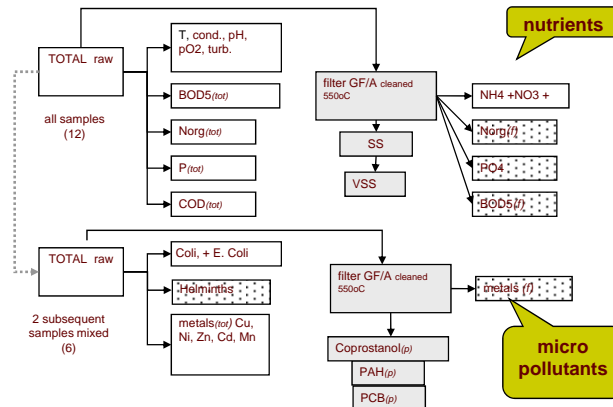 T, cond., pH,
pO2, turb.
nutrients
TOTAL raw
filter GF/A cleaned
550oC
BOD5(tot)
NH4 +NO3 +
all samples
(12)
Norg(tot)
SS
Norg(f)
P(tot)
VSS
PO4
COD(tot)
BOD5(f)
TOTAL raw
Coli, + E. Coli
filter GF/A cleaned
550oC
Helminths
metals (f)
2 subsequent
samples mixed
(6)
metals(tot) Cu,
Ni, Zn, Cd, Mn
Coprostanol(p)
micro
pollutants
PAH(p)
PCB(p)